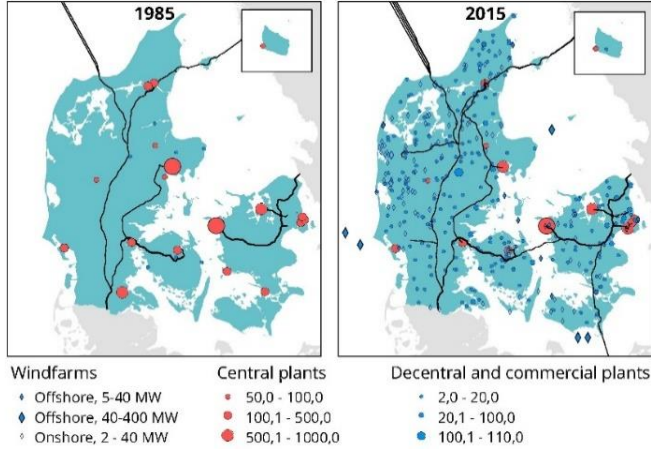 1985
2015
Windfarms
Offshore, 5-40 MW
Offshore, 40-400 MW
Onshore, 2 - 40 MW
Central plants
50,0 - 100,0
100,1 - 500,0
500,1 - 1000,0
Decentral and commercial plants
2,0 - 20,0
20,1 - 100,0
100,1 - 110,0